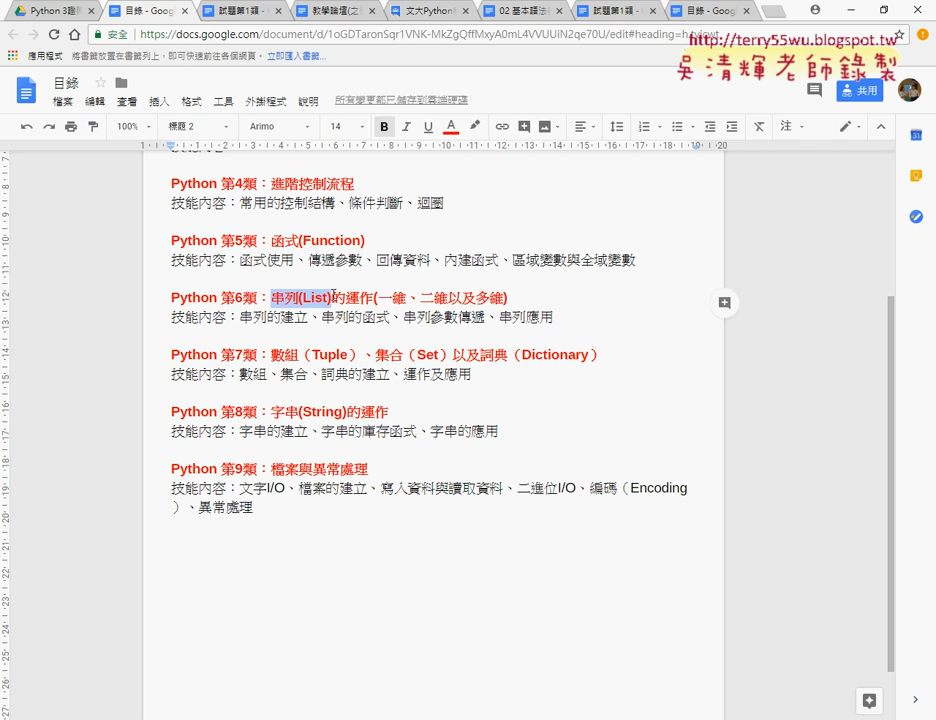 Python 3證照
目錄 - Goog
試題第1類 -
教學論壇(之
文大Python
02 基本語法
試題第1類 -
目錄 - Goog
安全
https://docs.google.com/document/d/1oGDTaronSqr1VNK-MkZgQffMxyA0mL4VVUUiN2qe70U/edit#heading=h.
http://terry55wu.blogspot.tw
吳清輝老師錄製
應用程式
將書籤放置在書籤列上，即可快速前往各個網頁。 立即匯入書籤...
目錄
檔案 編輯 查看 插入 格式 工具 外掛程式 說明 所有變更都已儲存到雲端硬碟
共用
100% 標題 2 Arimo 14 B I U A 注
Python 第4類：進階控制流程
技能內容：常用的控制結構、條件判斷、迴圈
Python 第5類：函式(Function)
技能內容：函式使用、傳遞參數、回傳資料、內建函式、區域變數與全域變數
Python 第6類：串列(List)的運作(一維、二維以及多維)
技能內容：串列的建立、串列的函式、串列參數傳遞、串列應用
Python 第7類：數組（Tuple）、集合（Set）以及詞典（Dictionary）
技能內容：數組、集合、詞典的建立、運作及應用
Python 第8類：字串(String)的運作
技能內容：字串的建立、字串的庫存函式、字串的應用
Python 第9類：檔案與異常處理
技能內容：文字I/O、檔案的建立、寫入資料與讀取資料、二進位I/O、編碼（Encoding
）、異常處理